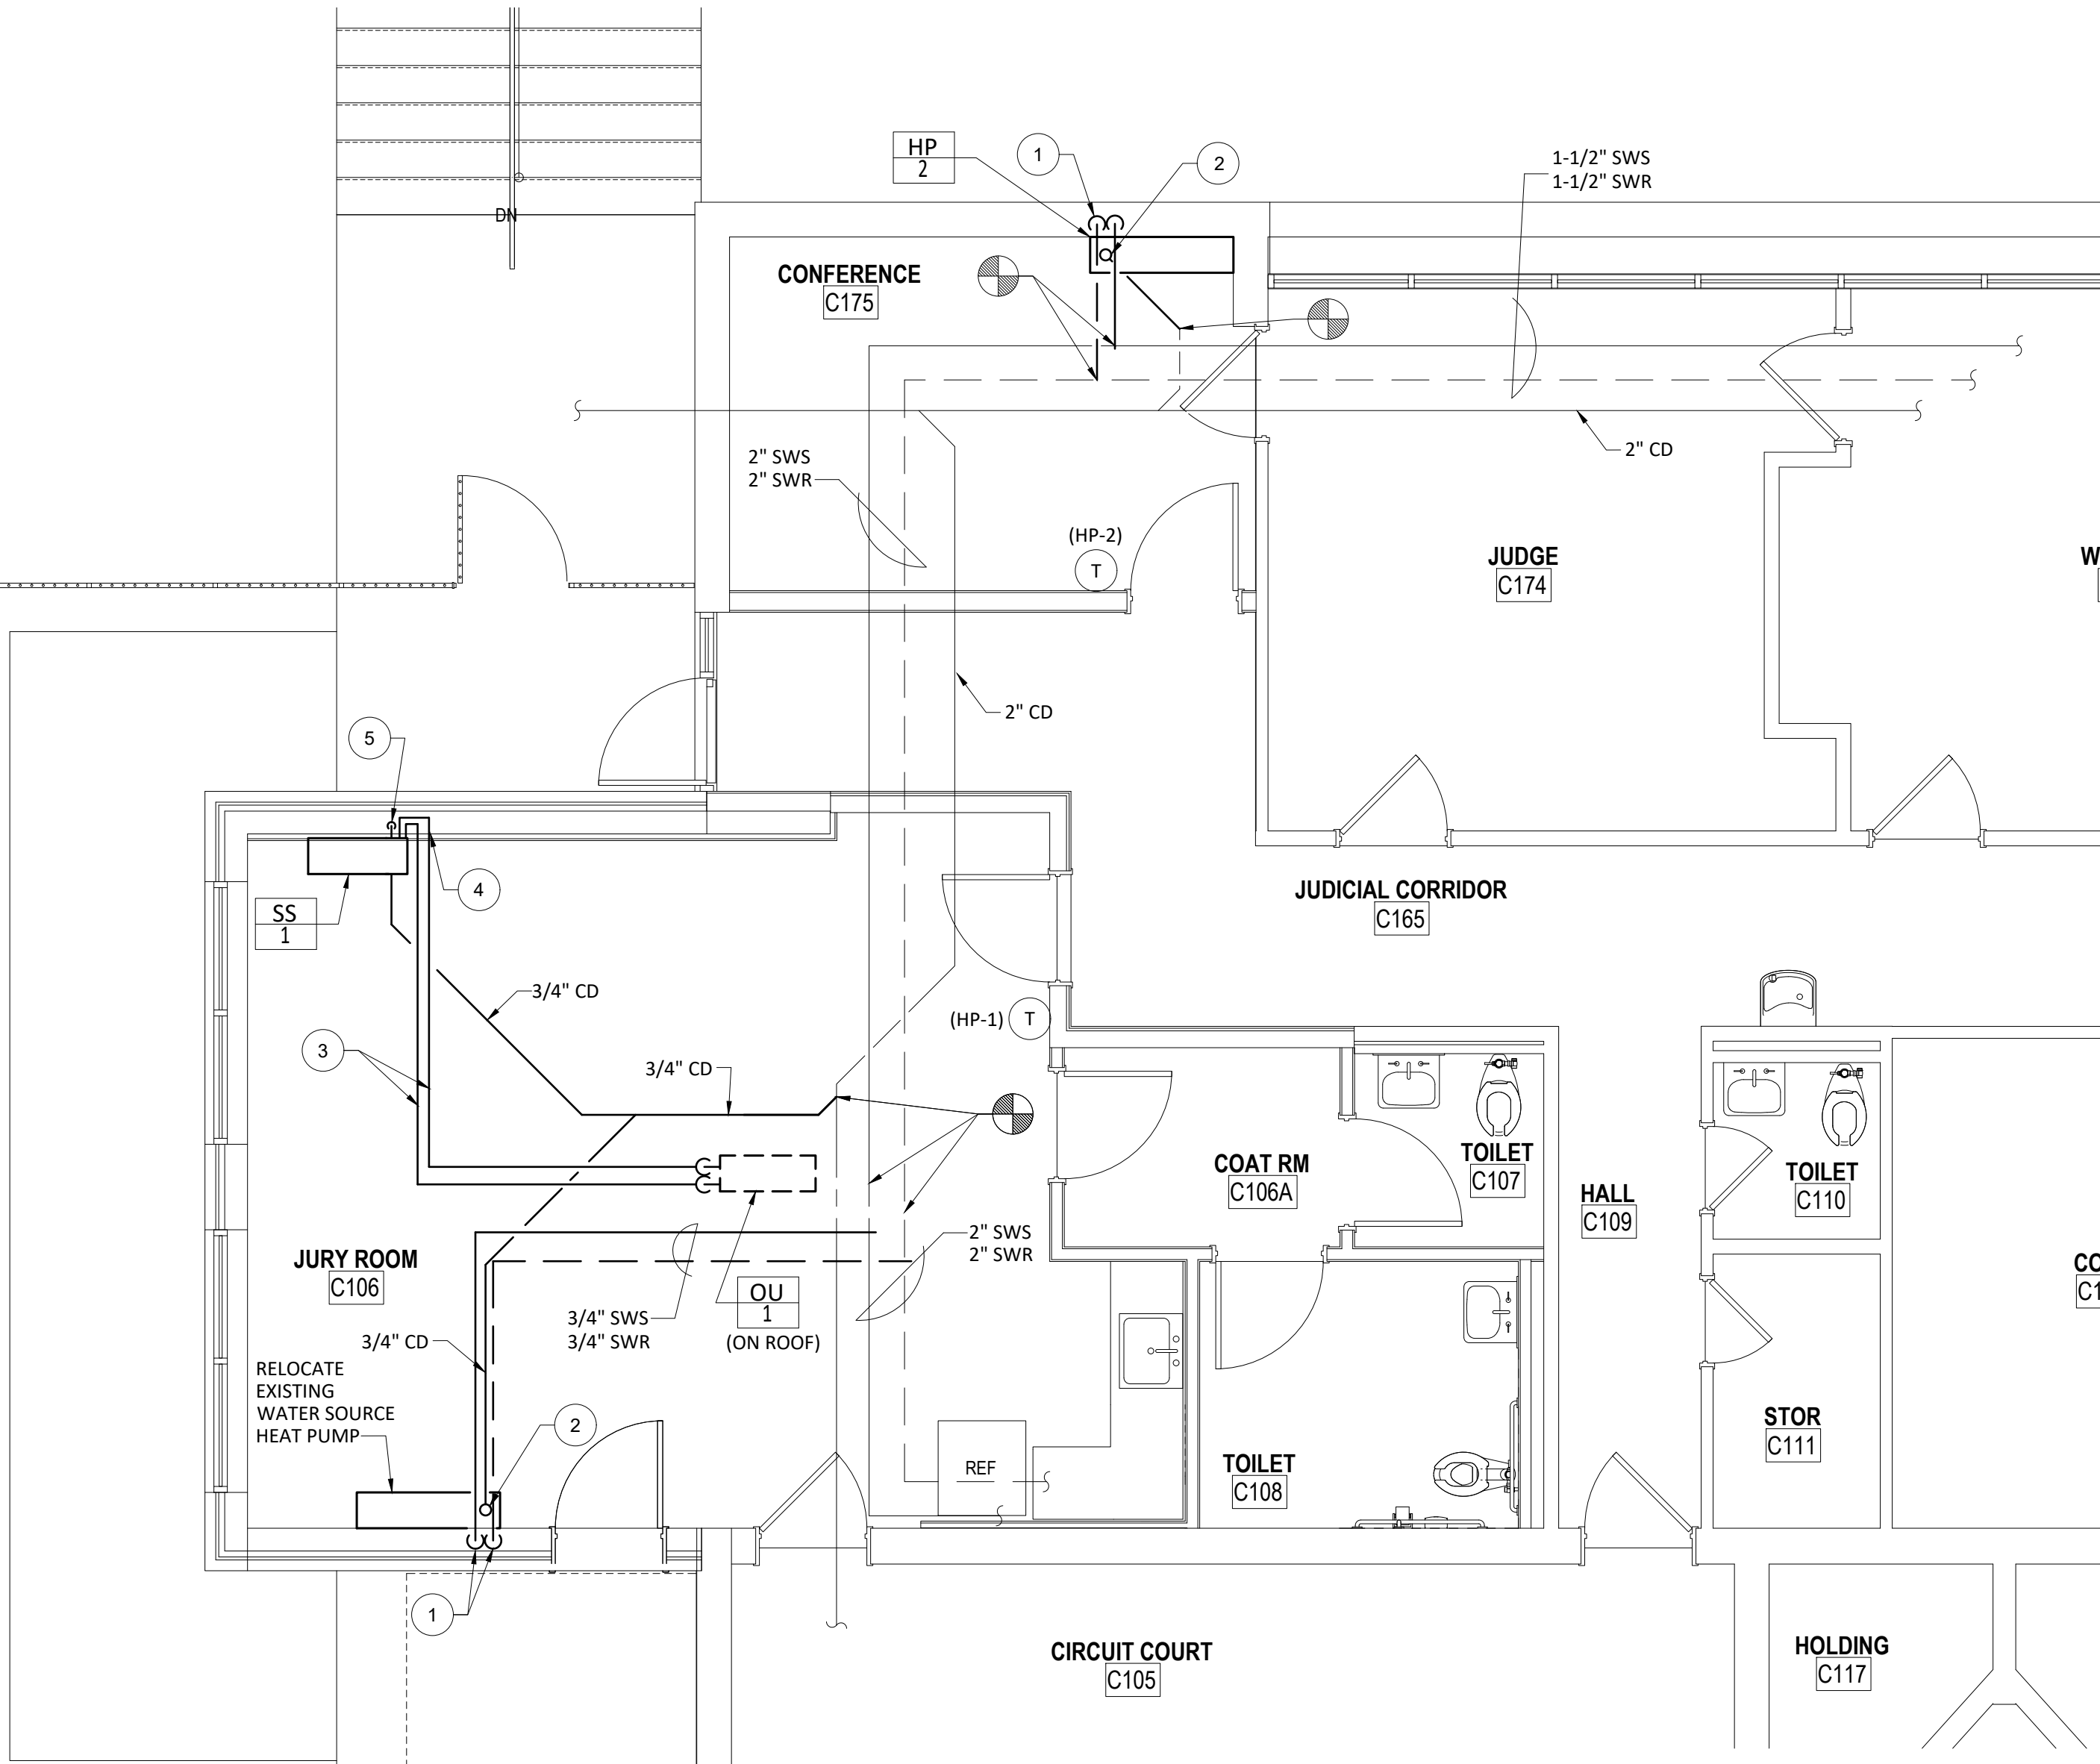 DN
HP
2
1
2
1-1/2" SWS
1-1/2" SWR
CONFERENCE
C175
2" SWS
2" SWR
2" CD
(HP-2)
T
JUDGE
C174
W
2" CD
5
4
SS
1
JUDICIAL CORRIDOR
C165
3/4" CD
3
(HP-1)
T
3/4" CD
COAT RM
C106A
TOILET
C107
HALL
C109
TOILET
C110
JURY ROOM
C106
2" SWS
2" SWR
OU
1
(ON ROOF)
3/4" SWS
3/4" SWR
3/4" CD
CO
C1
RELOCATE
EXISTING
WATER SOURCE
HEAT PUMP
2
REF
TOILET
C108
STOR
C111
1
CIRCUIT COURT
C105
HOLDING
C117